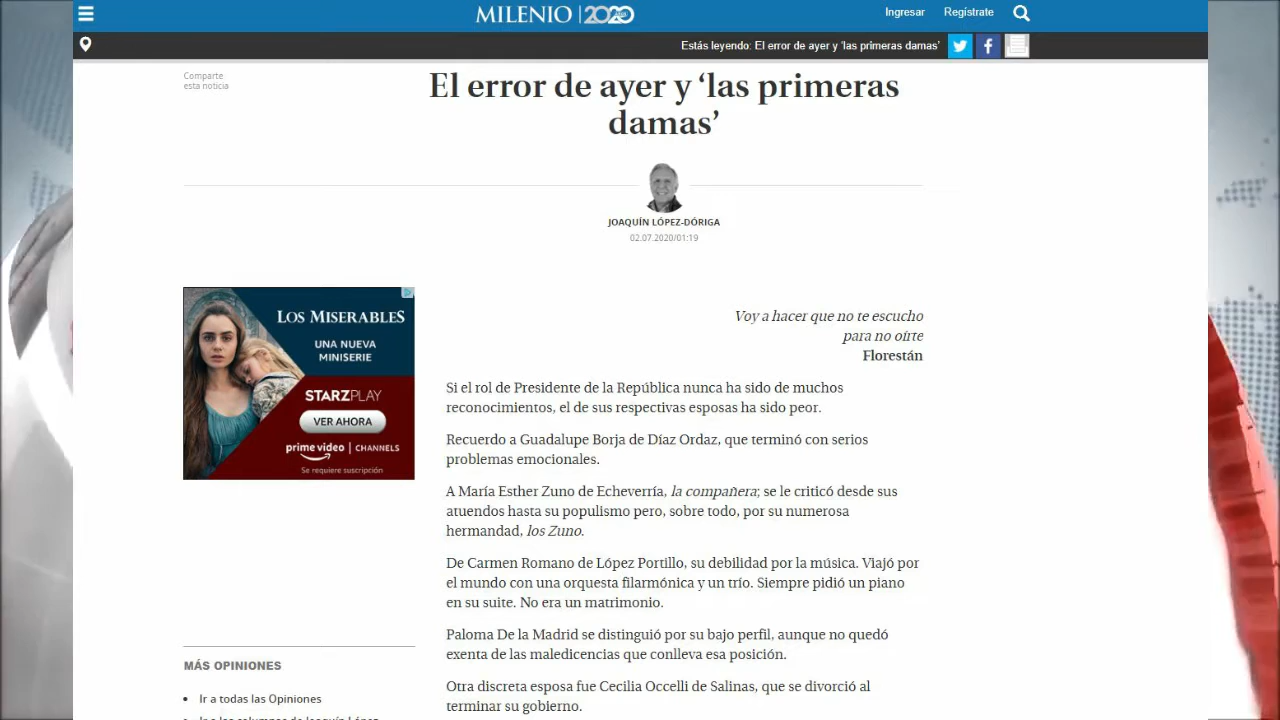 MILENIO 2020
Ingresar Regístrate
Estás leyendo: El error de ayer y 'las primeras damas'
Comparte
esta noticia
El error de ayer y ‘las primeras
damas’
JOAQUÍN LÓPEZ-DÓRIGA
02.07.2020/01:19
LOS MISERABLES
UNA NUEVA
MINISERIE
STARZPLAY
VER AHORA
prime video | CHANNELS
Se requiere suscripción
Voy a hacer que no te escucho
para no oírte
Florestán
Si el rol de Presidente de la República nunca ha sido de muchos
reconocimientos, el de sus respectivas esposas ha sido peor.
Recuerdo a Guadalupe Borja de Díaz Ordaz, que terminó con serios
problemas emocionales.
A María Esther Zuno de Echeverría, la compañera; se le criticó desde sus
atuendos hasta su populismo pero, sobre todo, por su numerosa
hermandad, los Zuno.
De Carmen Romano de López Portillo, su debilidad por la música. Viajó por
el mundo con una orquesta filarmónica y un trío. Siempre pidió un piano
en su suite. No era un matrimonio.
Paloma De la Madrid se distinguió por su bajo perfil, aunque no quedó
exenta de las maledicencias que conlleva esa posición.
Otra discreta esposa fue Cecilia Occelli de Salinas, que se divorció al
terminar su gobierno.
MÁS OPINIONES
Ir a todas las Opiniones